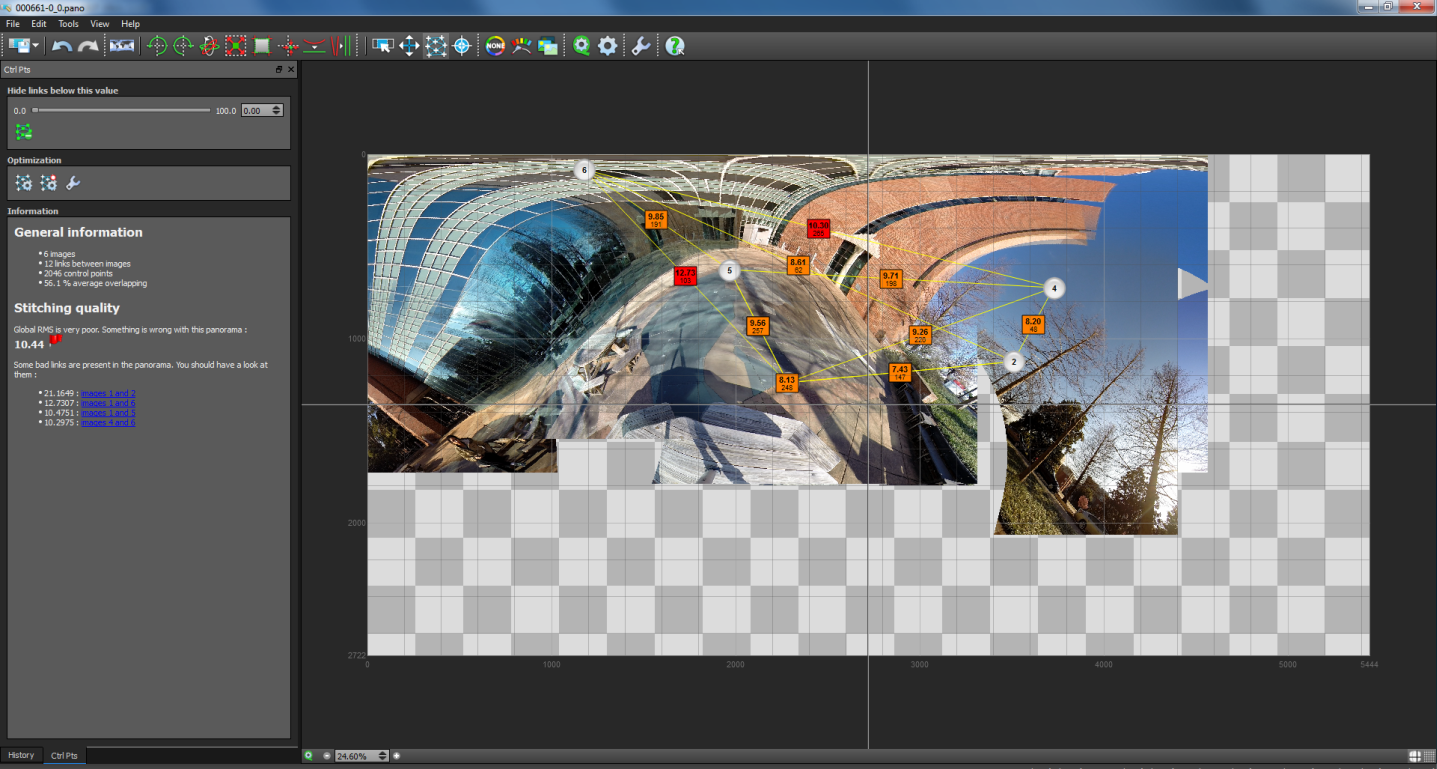 000661-0_0.pano
File Edit Tools View Help
NONE
Ctrl Pts
Hide links below this value
0.0 100.0 0.00
Optimization
Information
General information
• 6 images
• 12 links between images
• 2046 control points
• 56.1 % average overlapping
Stitching quality
Global RMS is very poor. Something is wrong with this panorama :
10.44
Some bad links are present in the panorama. You should have a look at
them :
• 21.1649 : images 1 and 2
• 12.7307 : images 1 and 6
• 10.4751 : images 1 and 5
• 10.2975 : images 4 and 6
0
1000
2000
2722
6
9.85
191
10.30
12.73
103
5
8.61
62
9.71
198
4
9.56
257
9.26
8.20
48
2
8.13
248
7.43
147
0 1000 2000 3000 4000 5000 5444
History Ctrl Pts
24.60%